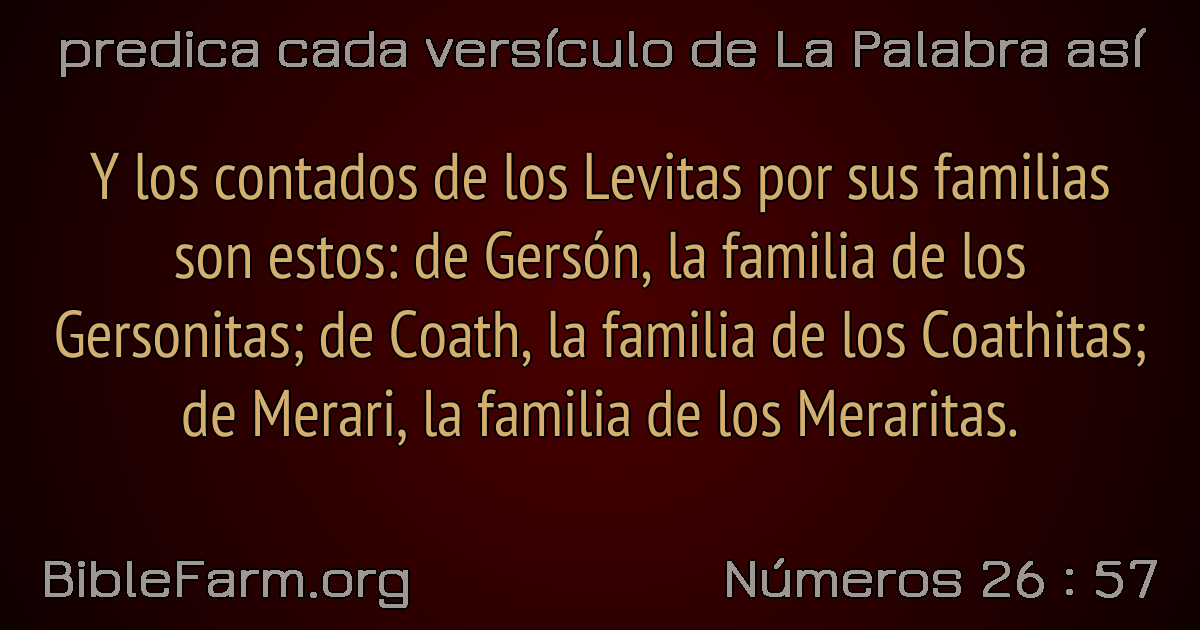 predica cada versículo de La Palabra así
Y los contados de los Levitas por sus familias
son estos: de Gersón, la familia de los
Gersonitas; de Coath, la familia de los Coathitas;
de Merari, la familia de los Meraritas.
BibleFarm.org
Números 26 : 57